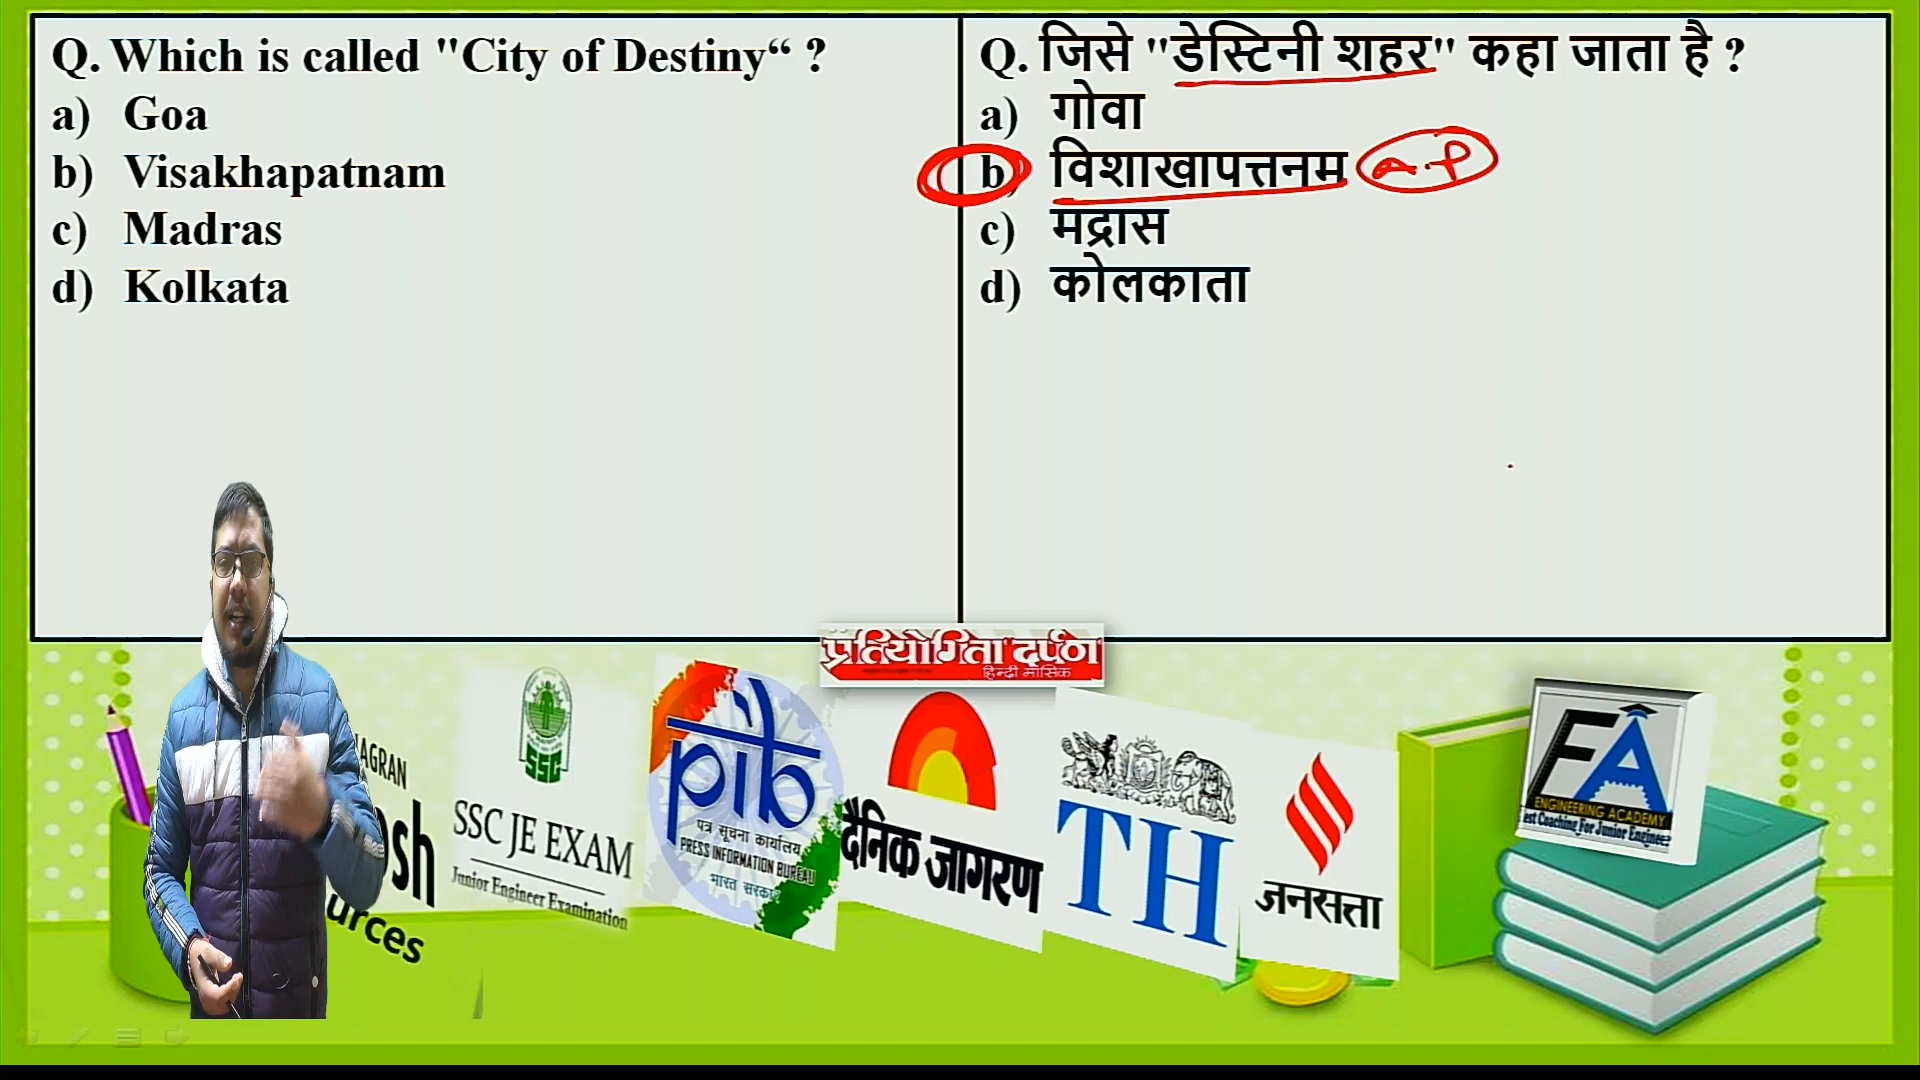 Q. Which is called "City of Destiny“ ?
a) Goa
b) Visakhapatnam
c) Madras
d) Kolkata
Q. जिसे "डेस्टिनी शहर" कहा जाता है ?
a) गोवा
b) विशाखापत्तनम A.P
c) मद्रास
d) कोलकाता
प्रतियोगिता दर्पण
हिन्दी मासिक
SSC
SSC JE EXAM
Junior Engineer Examination
pib
पत्र सूचना कार्यालय
PRESS INFORMATION BUREAU
भारत सरकार
दैनिक जागरण
TH
जनसत्ता
FA
ENGINEERING ACADEMY